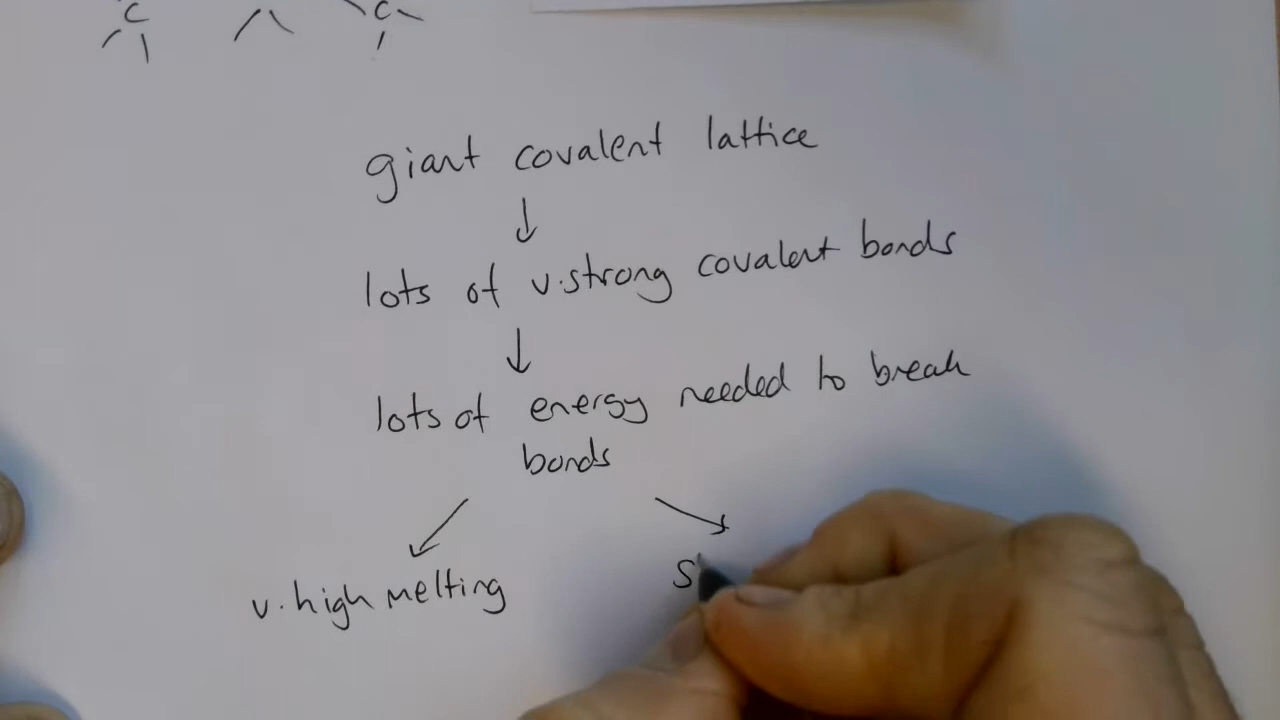 C C
giant covalent lattice
↓
lots of v.strong covalent bonds
↓
lots of energy needed to break
bonds
v. high melting s